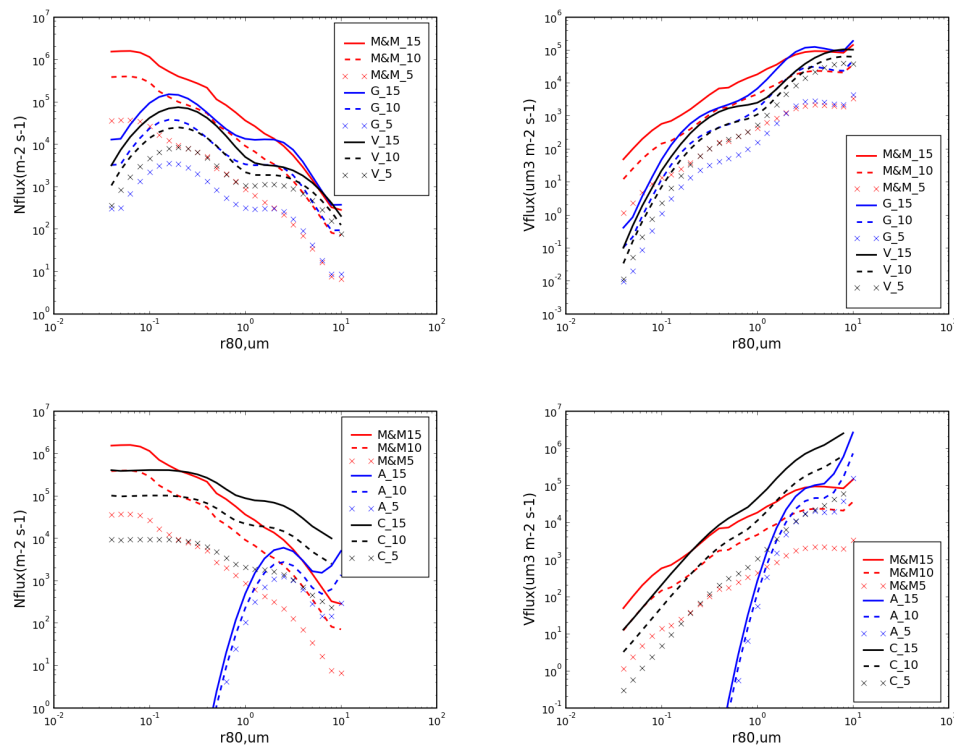 Nflux(m-2 s-1)
10^7
10^6
10^5
10^4
10^3
10^2
10^1
10^0
10^-2
10^-1
10^0
10^1
10^2
r80,um
M&M_15
M&M_10
M&M_5
G_15
G_10
G_5
V_15
V_10
V_5
Vflux(um3 m-2 s-1)
10^7
10^6
10^5
10^4
10^3
10^2
10^1
10^0
10^-1
10^-2
10^-3
10^-2
10^-1
10^0
10^1
10^2
r80,um
M&M_15
M&M_10
M&M_5
G_15
G_10
G_5
V_15
V_10
V_5
Nflux(m-2 s-1)
10^7
10^6
10^5
10^4
10^3
10^2
10^1
10^0
10^-2
10^-1
10^0
10^1
10^2
r80,um
M&M15
M&M10
M&M5
A_15
A_10
A_5
C_15
C_10
C_5
Vflux(um3 m-2 s-1)
10^7
10^6
10^5
10^4
10^3
10^2
10^1
10^0
10^-1
10^-2
10^-1
10^0
10^1
10^2
r80,um
M&M15
M&M10
M&M5
A_15
A_10
A_5
C_15
C_10
C_5